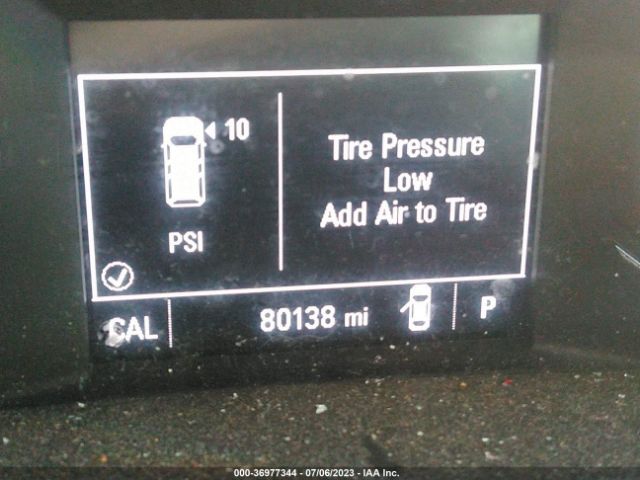 10
PSI
Tire Pressure
Low
Add Air to Tire
CAL 80138 mi P
000-36977344 - 07/06/2023 - IAA Inc.